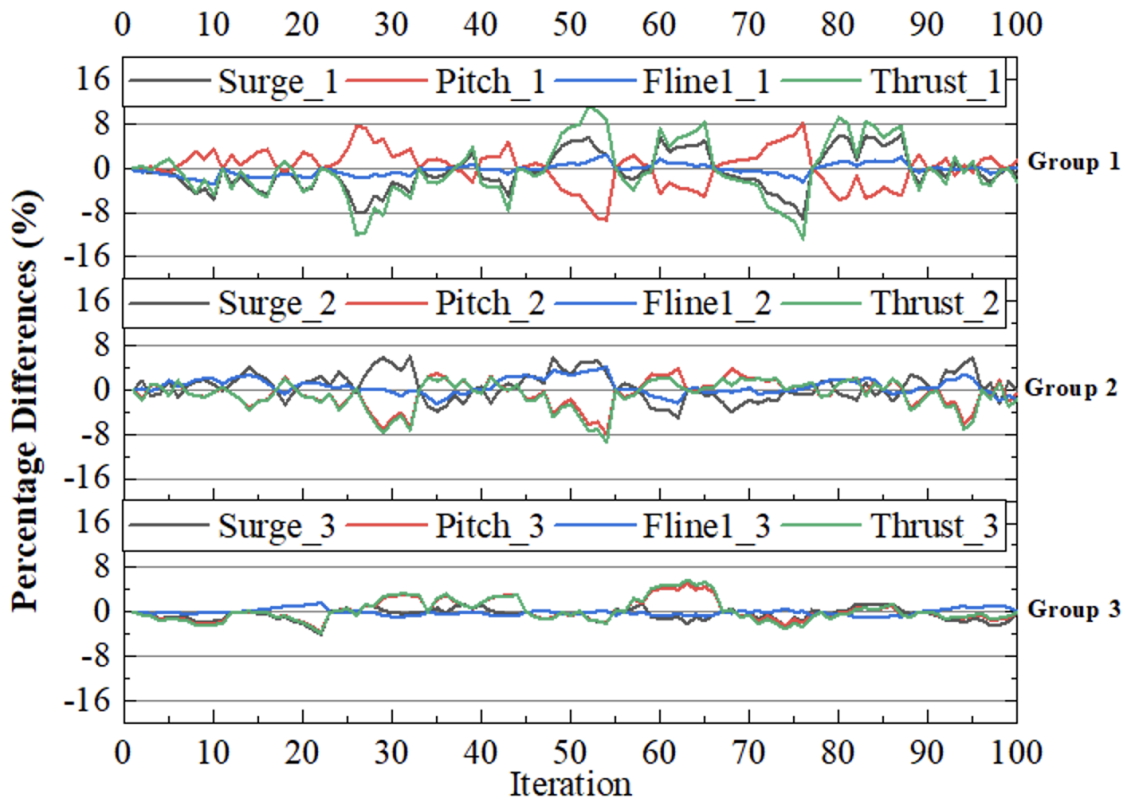 0 10 20 30 40 50 60 70 80 90 100
Percentage Differences (%)
16
8
0
-8
-16
Surge_1 Pitch_1 Fline1_1 Thrust_1
Group 1
16
8
0
-8
-16
Surge_2 Pitch_2 Fline1_2 Thrust_2
Group 2
16
8
0
-8
-16
Surge_3 Pitch_3 Fline1_3 Thrust_3
Group 3
0 10 20 30 40 50 60 70 80 90 100
Iteration